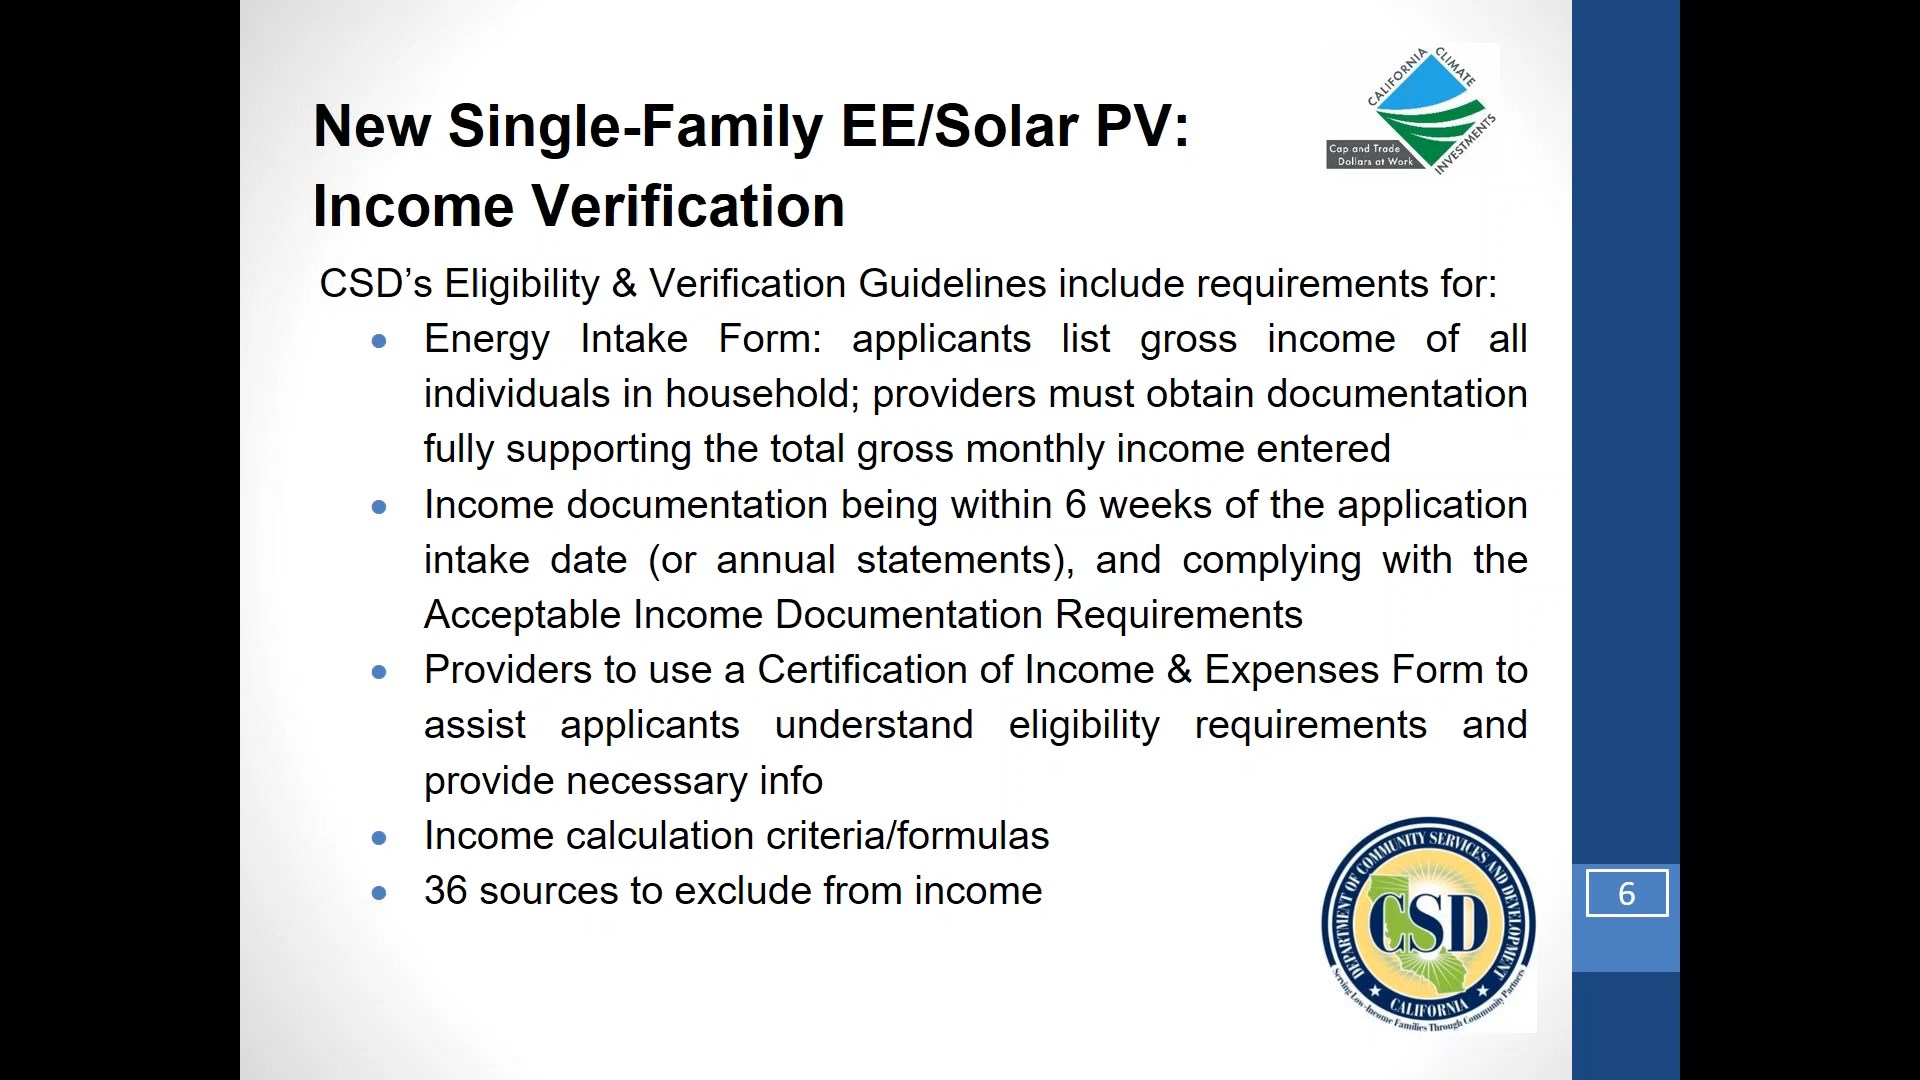 New Single-Family EE/Solar PV:
Income Verification
CALIFORNIA CLIMATE INVESTMENTS
Cap and Trade
Dollars at Work
CSD’s Eligibility & Verification Guidelines include requirements for:
Energy Intake Form: applicants list gross income of all
individuals in household; providers must obtain documentation
fully supporting the total gross monthly income entered
Income documentation being within 6 weeks of the application
intake date (or annual statements), and complying with the
Acceptable Income Documentation Requirements
Providers to use a Certification of Income & Expenses Form to
assist applicants understand eligibility requirements and
provide necessary info
Income calculation criteria/formulas
36 sources to exclude from income
DEPARTMENT OF COMMUNITY SERVICES AND DEVELOPMENT
CSD
CALIFORNIA
Serving Low-Income Families Through Community Partners
6